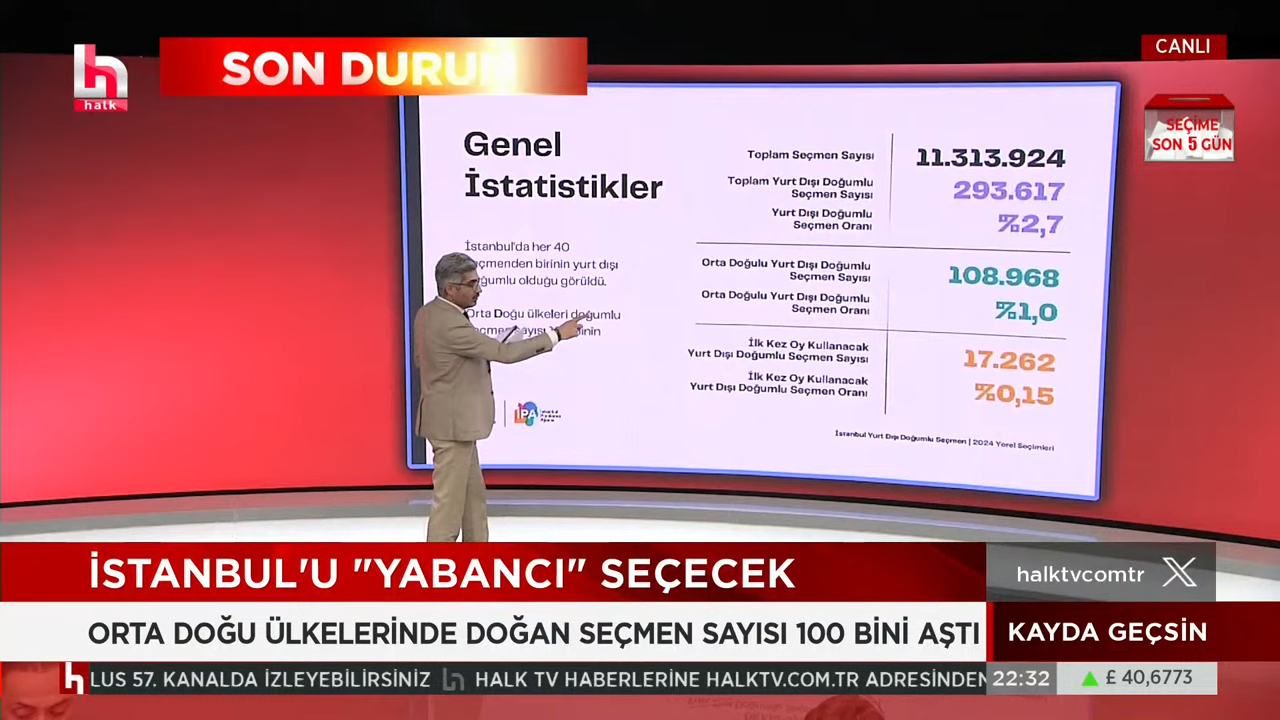 halk
SON DURU
CANLI
SEÇİME
SON 5 GÜN
Genel
İstatistikler
İstanbul'da her 40
birinin yurt dışı
olduğu görüldü.
Orta Doğu ülkeleri doğumlu
Toplam Seçmen Sayısı 11.313.924
Toplam Yurt Dışı Doğumlu
Seçmen Sayısı 293.617
Yurt Dışı Doğumlu
Seçmen Oranı %2,7
Orta Doğulu Yurt Dışı Doğumlu
Seçmen Sayısı 108.968
Orta Doğulu Yurt Dışı Doğumlu
Seçmen Oranı %1,0
İlk Kez Oy Kullanacak
Yurt Dışı Doğumlu Seçmen Sayısı 17.262
İlk Kez Oy Kullanacak
Yurt Dışı Doğumlu Seçmen Oranı %0,15
İPA
İstanbul Yurt Dışı Doğumlu Seçmen | 2024 Yerel Seçimleri
İSTANBUL'U "YABANCI" SEÇECEK
halktvcomtr X
ORTA DOĞU ÜLKELERİNDE DOĞAN SEÇMEN SAYISI 100 BİNİ AŞTI
KAYDA GEÇSİN
LUS 57. KANALDA İZLEYEBİLİRSİNİZ h HALK TV HABERLERİNE HALKTV.COM.TR ADRESİNDEN 22:32 £ 40,6773